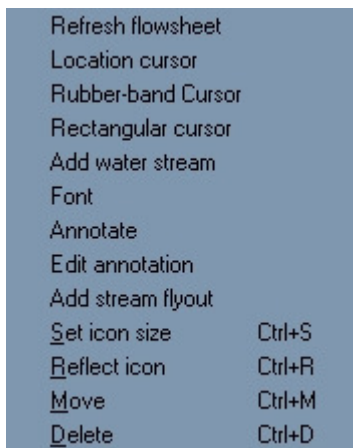 Refresh flowsheet
Location cursor
Rubber-band Cursor
Rectangular cursor
Add water stream
Font
Annotate
Edit annotation
Add stream flyout
Set icon size Ctrl+S
Reflect icon Ctrl+R
Move Ctrl+M
Delete Ctrl+D